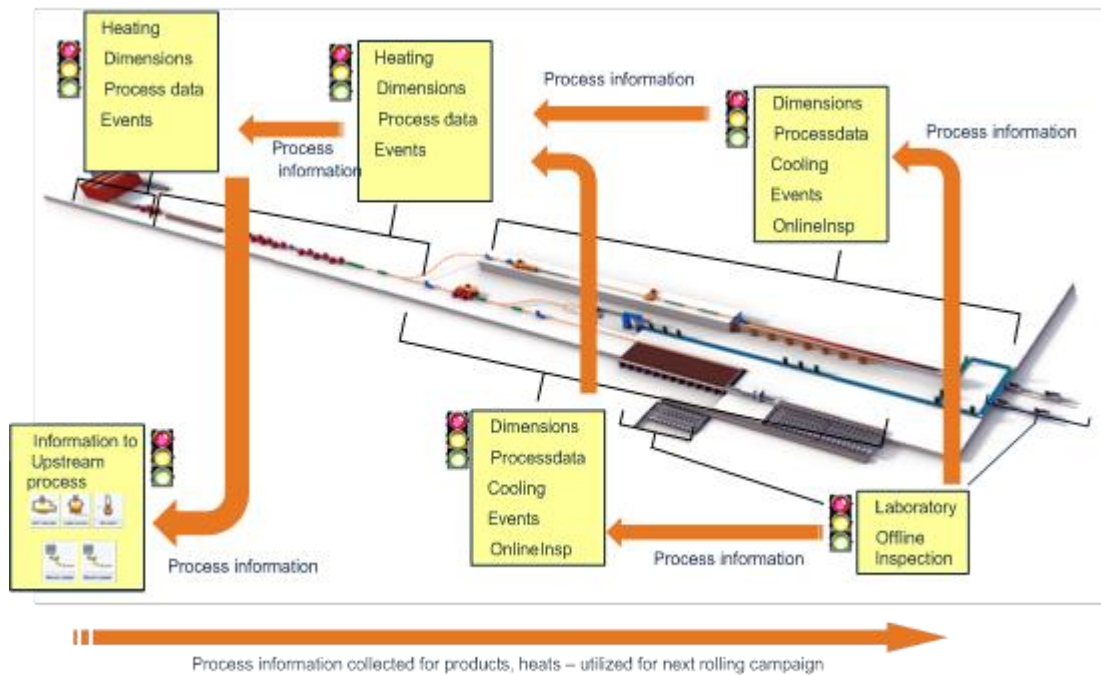 Heating
Dimensions
Process data
Events
Process
information
Heating
Dimensions
Process data
Events
Process information
Dimensions
Processdata
Cooling
Events
OnlineInsp
Process information
Information to
Upstream
process
Process information
Dimensions
Processdata
Cooling
Events
OnlineInsp
Process information
Laboratory
Offline
Inspection
Process information collected for products, heats – utilized for next rolling campaign